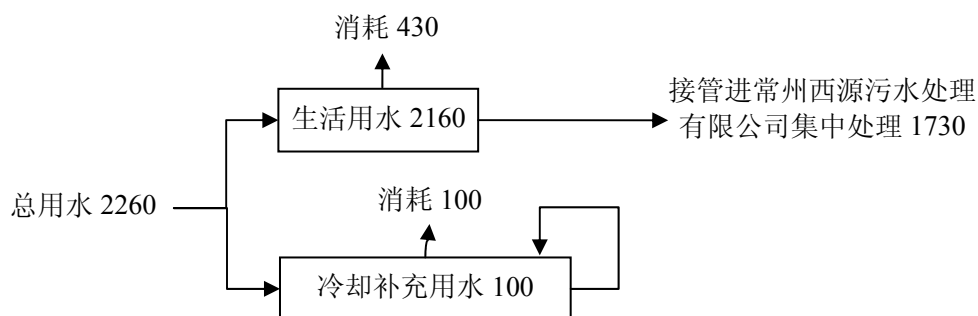 消耗 430
生活用水 2160
接管进常州西源污水处理
有限公司集中处理 1730
总用水 2260
消耗 100
冷却补充用水 100